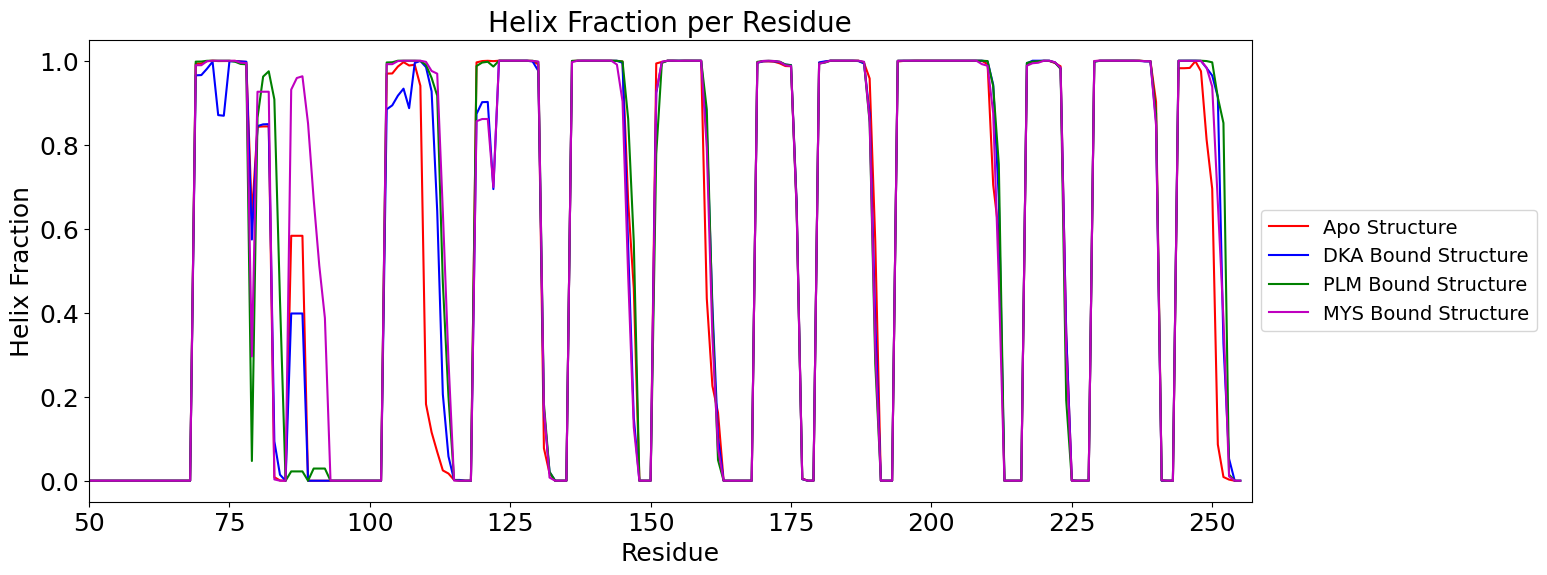 Helix Fraction per Residue
Helix Fraction
1.0
0.8
0.6
0.4
0.2
0.0
50 75 100 125 150 175 200 225 250
Residue
Apo Structure
DKA Bound Structure
PLM Bound Structure
MYS Bound Structure